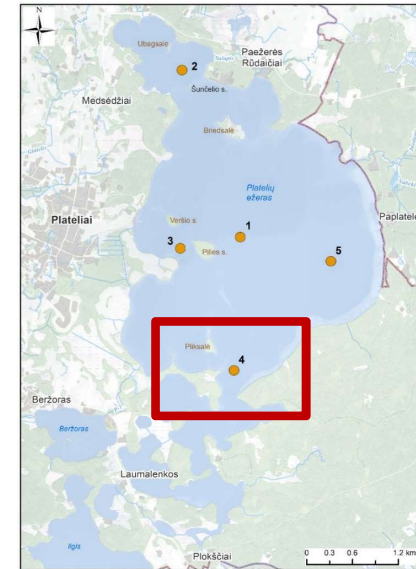 N
Ubagsalė
2
Paežerės
Rūdaičiai
Šunčelio s.
Medsėdžiai
Briedsalė
Platelių
ežeras
Plateliai
Veršio s.
1
Paplatelė
3
Pilies s.
5
Pliksalė
4
Beržoras
Beržoras
Laumalenkos
Ilgis
Plokščiai
0 0.3 0.6 1.2 km